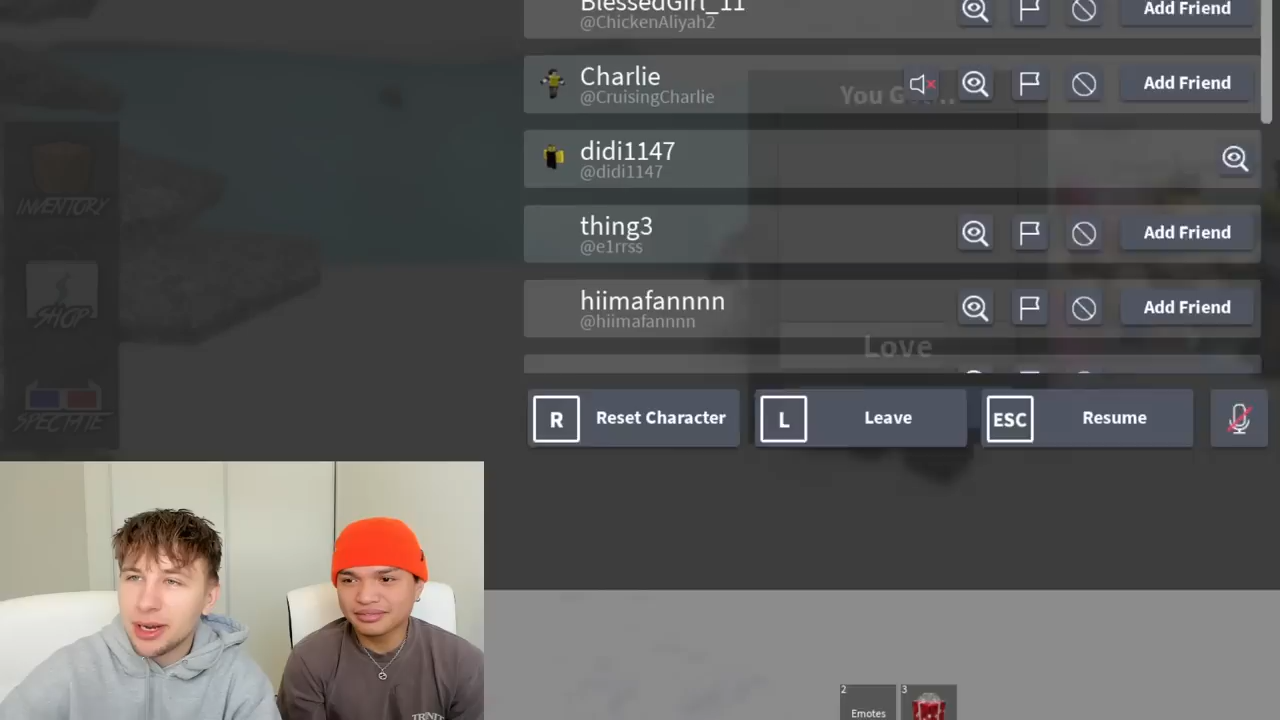 BlessedGirl_11
@ChickenAliyah2
Add Friend
Charlie
@CruisingCharlie
Add Friend
You G
didi1147
@didi1147
INVENTORY
thing3
@e1rrss
Add Friend
hiimafannnn
@hiimafannnn
Add Friend
SHOP
Love
SPECTATE
R Reset Character
L Leave
ESC Resume
2
Emotes
3